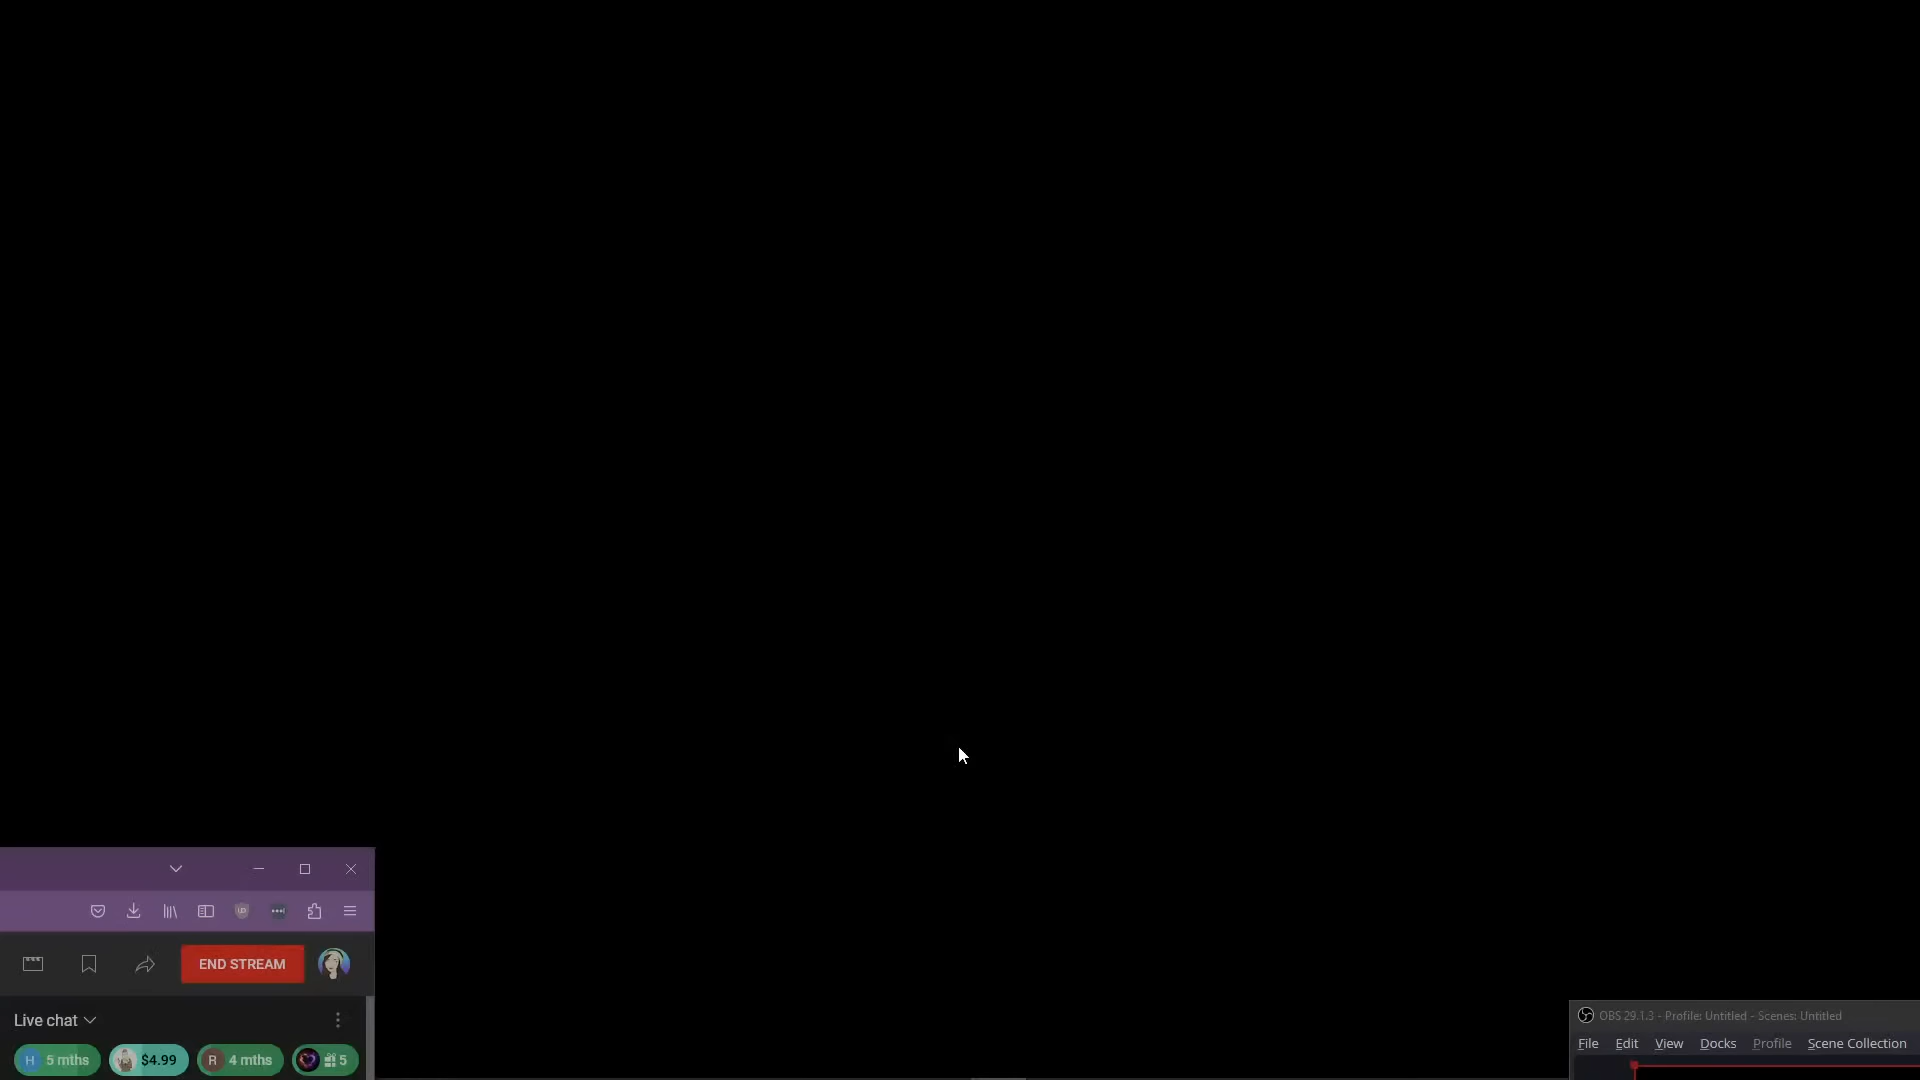 END STREAM
Live chat
H 5 mths $4.99 R 4 mths 5
OBS 29.1.3 - Profile: Untitled - Scenes: Untitled
File Edit View Docks Profile Scene Collection